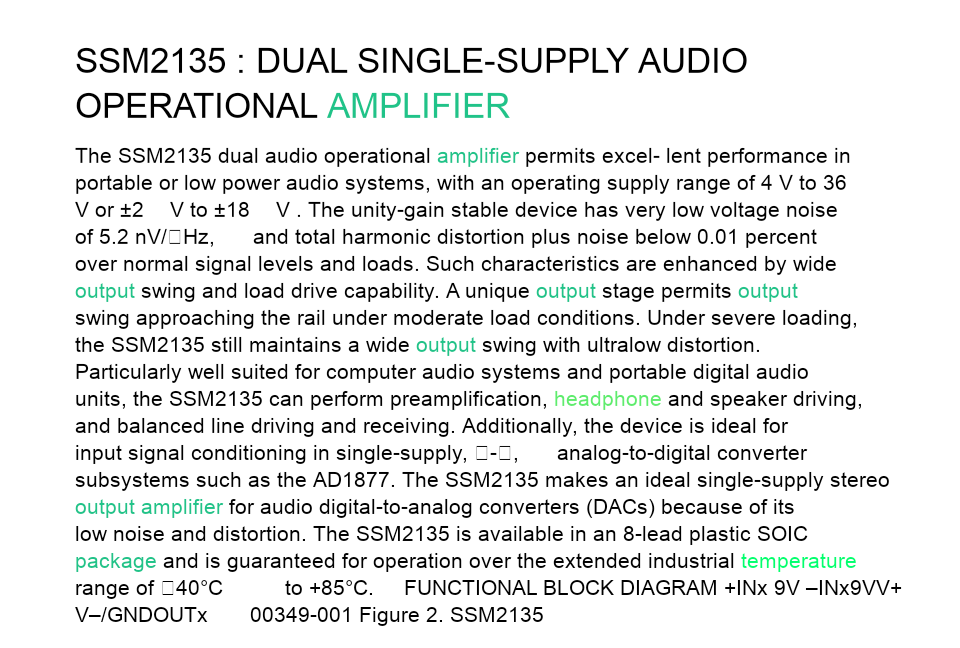 SSM2135 : DUAL SINGLE-SUPPLY AUDIO
OPERATIONAL AMPLIFIER
The SSM2135 dual audio operational amplifier permits excel- lent performance in
portable or low power audio systems, with an operating supply range of 4 V to 36
V or ±2 V to ±18 V . The unity-gain stable device has very low voltage noise
of 5.2 nV/□Hz, and total harmonic distortion plus noise below 0.01 percent
over normal signal levels and loads. Such characteristics are enhanced by wide
output swing and load drive capability. A unique output stage permits output
swing approaching the rail under moderate load conditions. Under severe loading,
the SSM2135 still maintains a wide output swing with ultralow distortion.
Particularly well suited for computer audio systems and portable digital audio
units, the SSM2135 can perform preamplification, headphone and speaker driving,
and balanced line driving and receiving. Additionally, the device is ideal for
input signal conditioning in single-supply, □-□, analog-to-digital converter
subsystems such as the AD1877. The SSM2135 makes an ideal single-supply stereo
output amplifier for audio digital-to-analog converters (DACs) because of its
low noise and distortion. The SSM2135 is available in an 8-lead plastic SOIC
package and is guaranteed for operation over the extended industrial temperature
range of □40°C to +85°C. FUNCTIONAL BLOCK DIAGRAM +INx 9V –INx9VV+
V–/GNDOUTx 00349-001 Figure 2. SSM2135